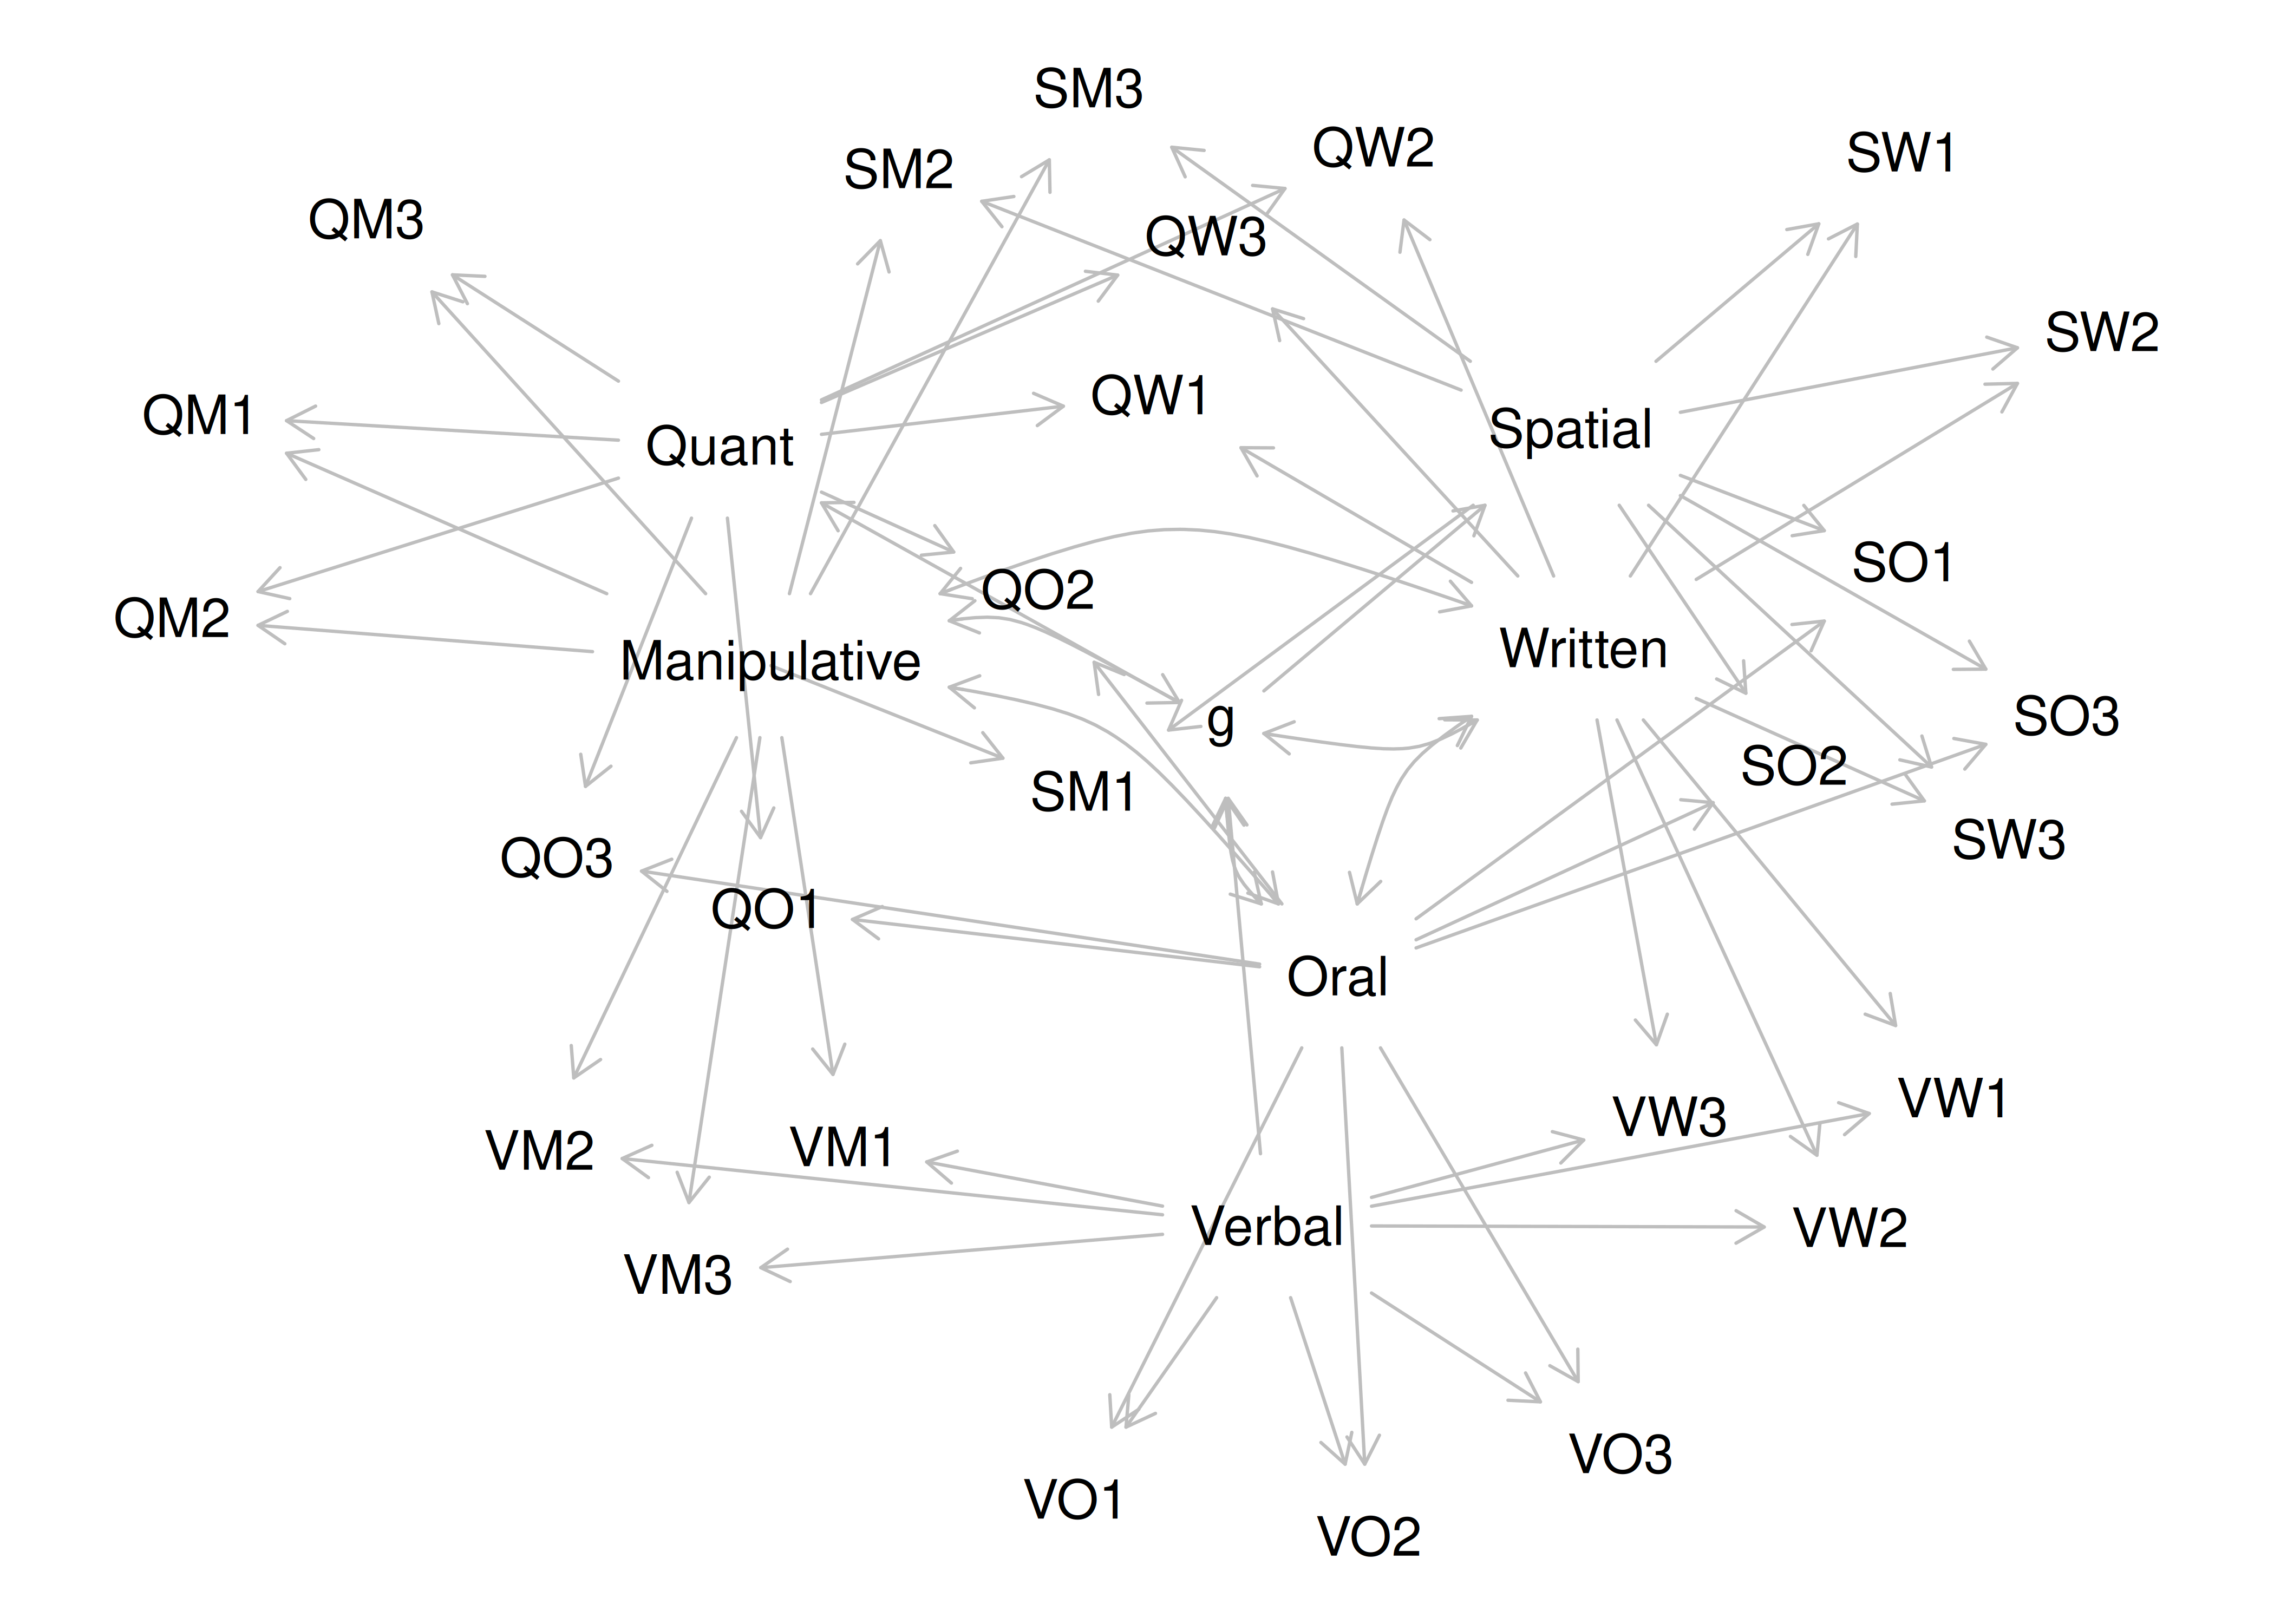 SM3
QW2
SW1
SM2
QM3
QW3
SW2
QW1
QM1
Spatial
Quant
SO1
QO2
QM2
Written
Manipulative
SO3
g
SO2
SM1
SW3
QO3
QO1
Oral
VW1
VW3
VM1
VM2
Verbal
VW2
VM3
VO3
VO1
VO2